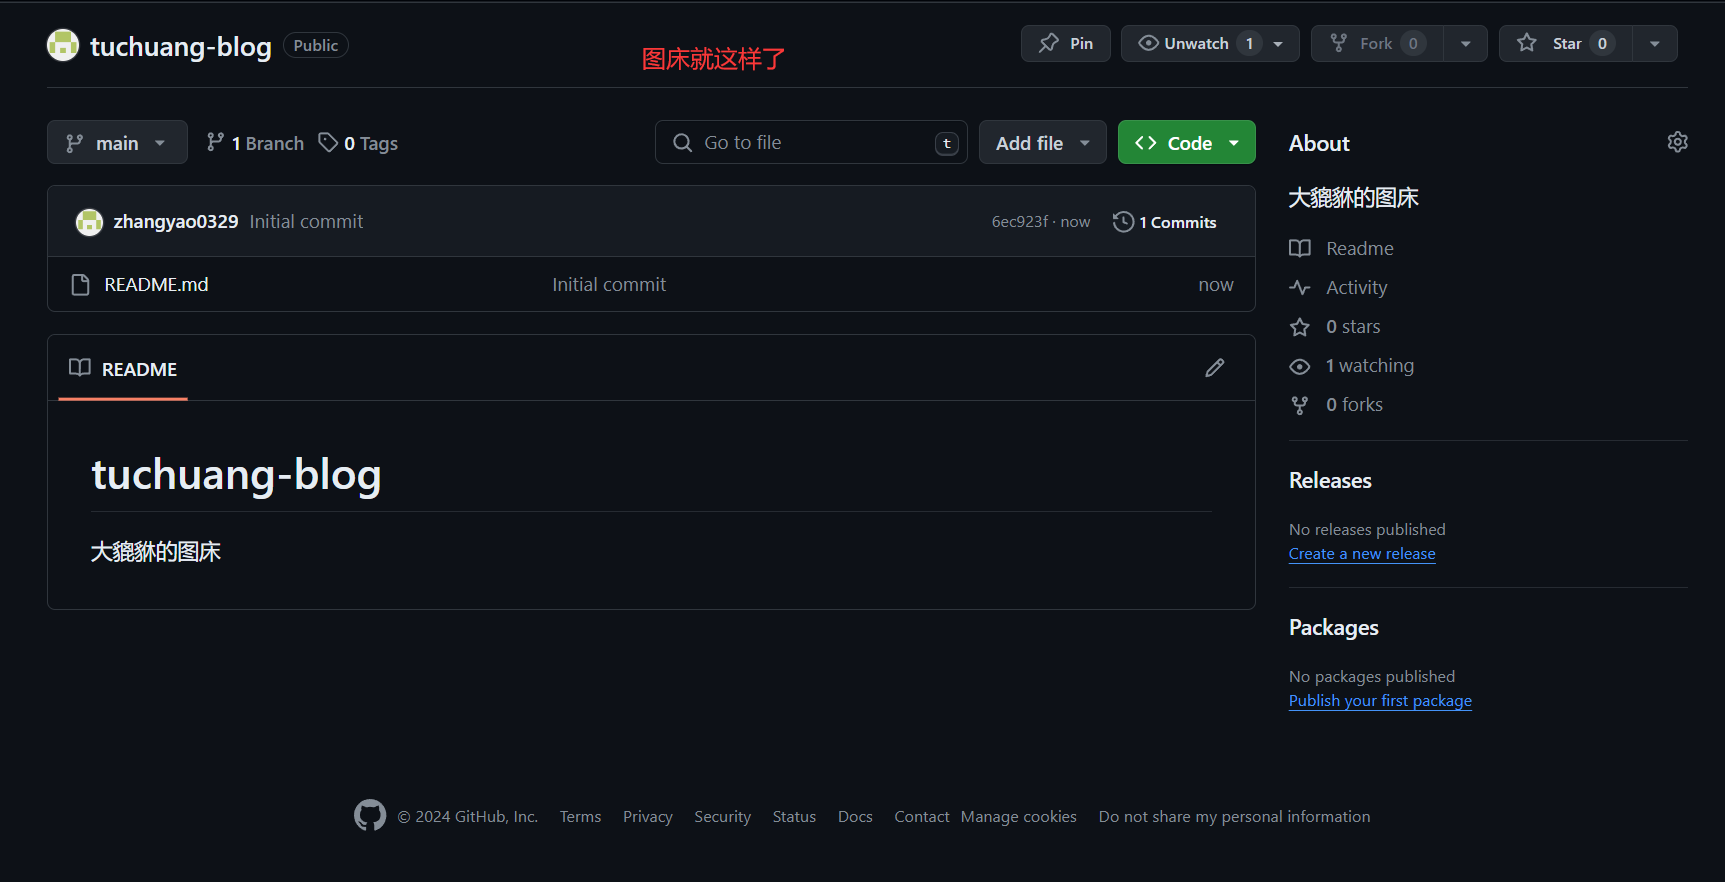 tuchuang-blog Public
图床就这样了
Pin
Unwatch 1
Fork 0
Star 0
main
1 Branch
0 Tags
Go to file t
Add file
Code
zhangyao0329 Initial commit 6ec923f · now 1 Commits
README.md Initial commit now
README
tuchuang-blog
大貔貅的图床
About
大貔貅的图床
Readme
Activity
0 stars
1 watching
0 forks
Releases
No releases published
Create a new release
Packages
No packages published
Publish your first package
© 2024 GitHub, Inc. Terms Privacy Security Status Docs Contact Manage cookies Do not share my personal information